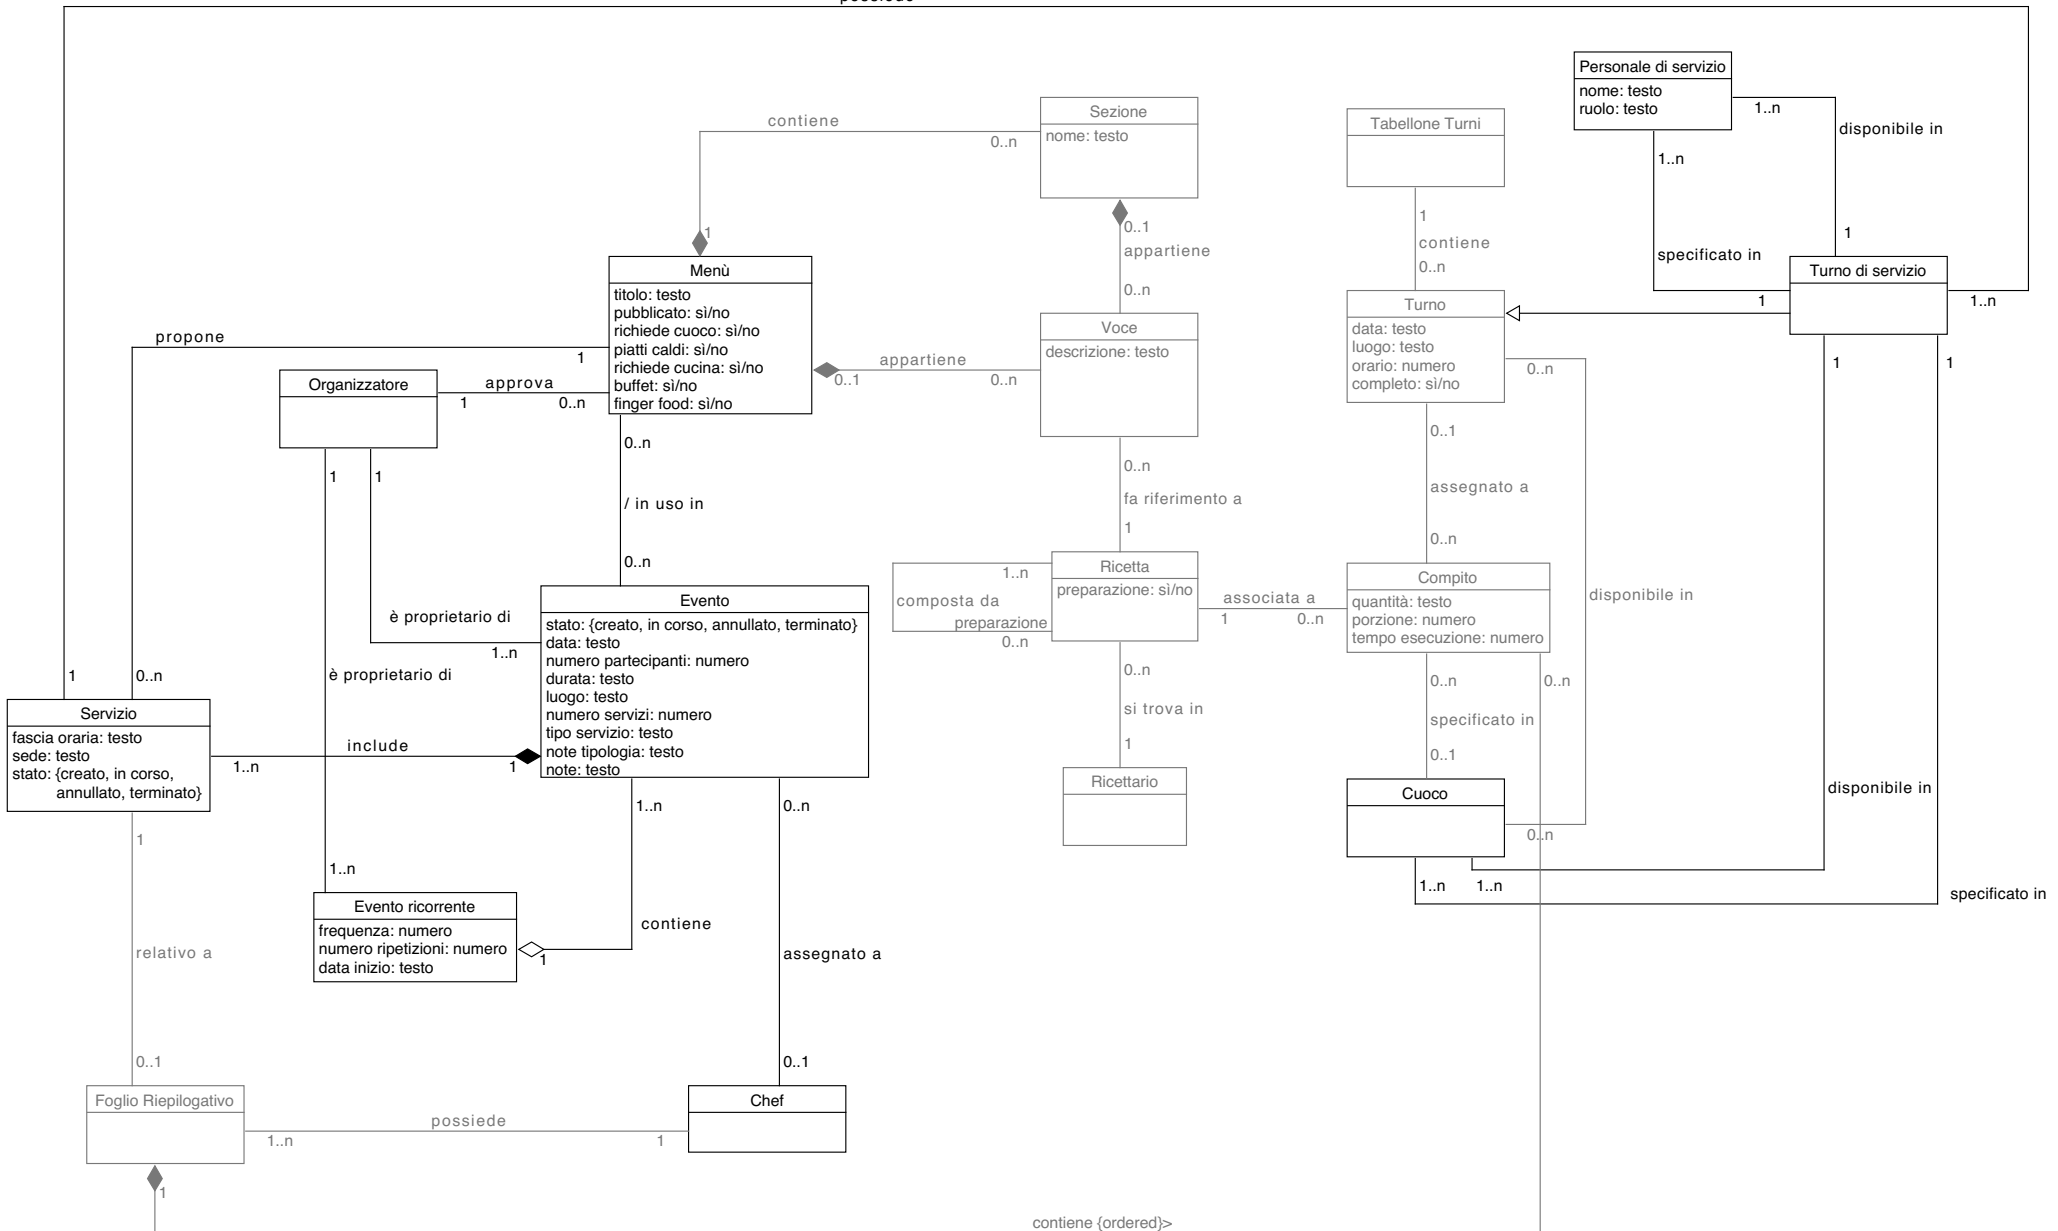 possiede
Personale di servizio
nome: testo
ruolo: testo
1..n
disponibile in
1..n
specificato in
1
1
Turno di servizio
1..n
Sezione
nome: testo
contiene
0..n
1
0..1
appartiene
0..n
Tabellone Turni
1
contiene
0..n
Menù
titolo: testo
pubblicato: sì/no
richiede cuoco: sì/no
piatti caldi: sì/no
richiede cucina: sì/no
buffet: sì/no
finger food: sì/no
propone
1
Organizzatore
approva
1
0..n
Voce
descrizione: testo
appartiene
0..1
0..n
Turno
data: testo
luogo: testo
orario: numero
completo: sì/no
0..n
1
1
0..n
/ in uso in
0..n
1
1
0..n
fa riferimento a
1
0..1
assegnato a
0..n
Ricetta
preparazione: sì/no
1..n
composta da
preparazione
0..n
associata a
1
0..n
Compito
quantità: testo
porzione: numero
tempo esecuzione: numero
disponibile in
Evento
stato: {creato, in corso, annullato, terminato}
data: testo
numero partecipanti: numero
durata: testo
luogo: testo
numero servizi: numero
tipo servizio: testo
note tipologia: testo
note: testo
è proprietario di
1..n
è proprietario di
1
0..n
Servizio
fascia oraria: testo
sede: testo
stato: {creato, in corso,
annullato, terminato}
include
1..n
1
0..n
si trova in
1
Ricettario
0..n
specificato in
0..1
0..n
Cuoco
0..n
disponibile in
1..n
1..n
specificato in
1
1..n
0..n
1..n
Evento ricorrente
frequenza: numero
numero ripetizioni: numero
data inizio: testo
contiene
1
assegnato a
relativo a
0..1
0..1
Foglio Riepilogativo
possiede
1..n
1
Chef
1
contiene {ordered}>